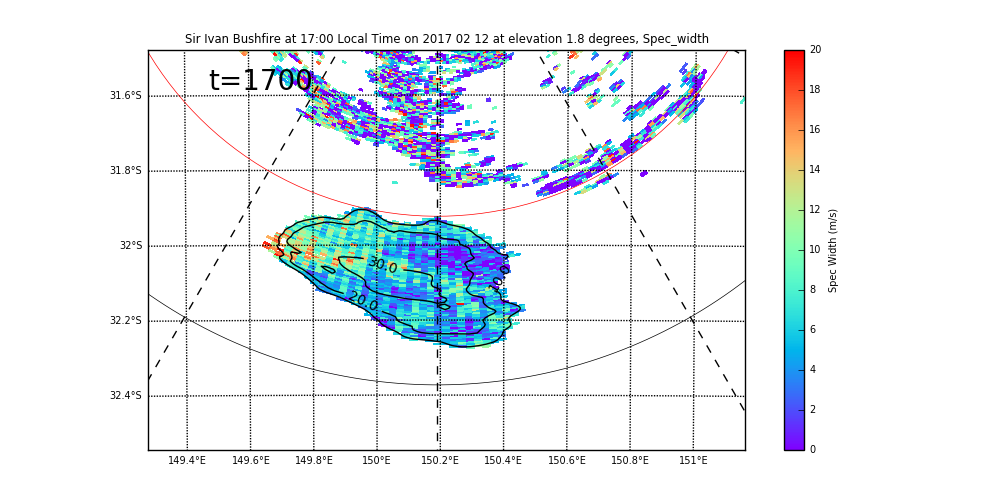 Sir Ivan Bushfire at 17:00 Local Time on 2017 02 12 at elevation 1.8 degrees, Spec_width
t=1700
31.6°S
31.8°S
32°S
32.2°S
32.4°S
30.0
20.0
149.4°E 149.6°E 149.8°E 150°E 150.2°E 150.4°E 150.6°E 150.8°E 151°E
20
18
16
14
12
10
8
6
4
2
0
Spec Width (m/s)